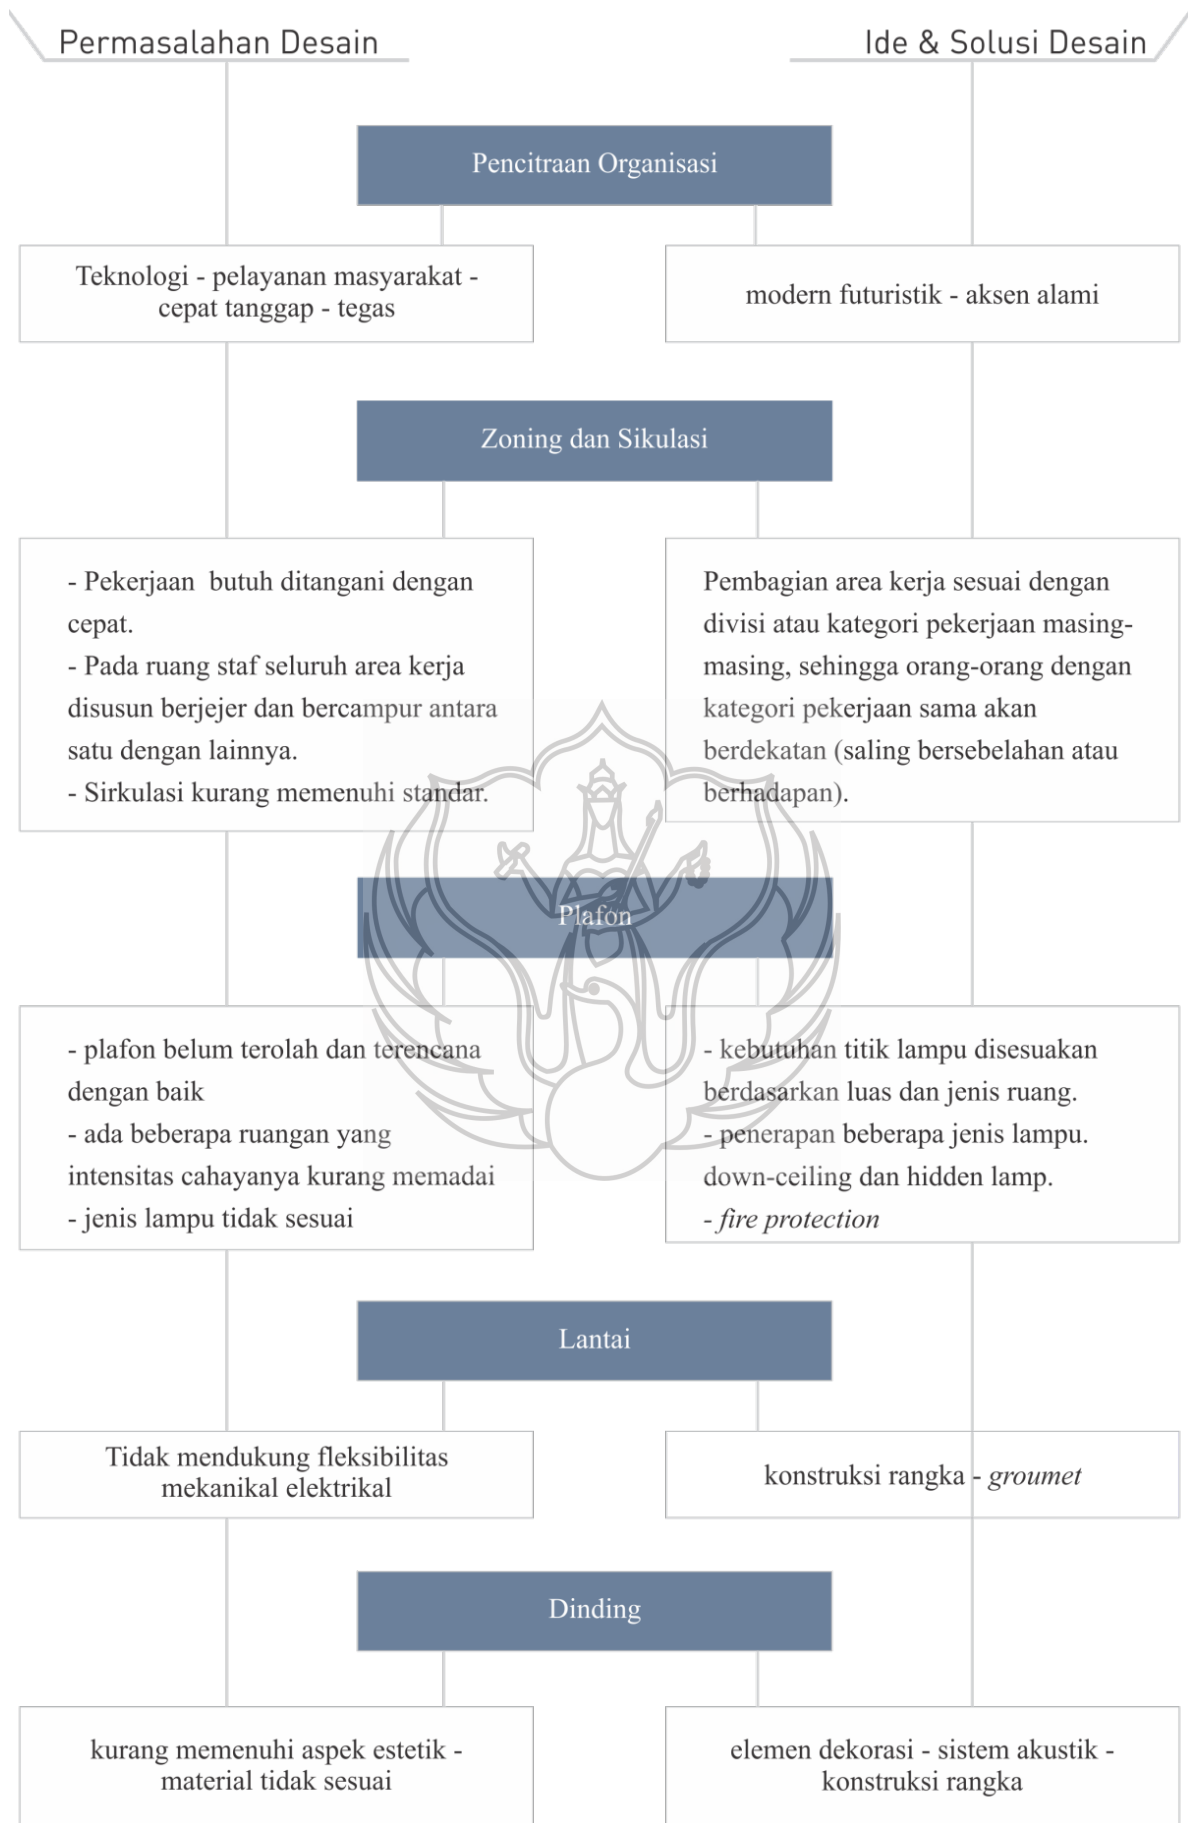 Permasalahan Desain
Ide & Solusi Desain
Pencitraan Organisasi
Teknologi - pelayanan masyarakat -
cepat tanggap - tegas
modern futuristik - aksen alami
Zoning dan Sikulasi
- Pekerjaan  butuh ditangani dengan
cepat.
- Pada ruang staf seluruh area kerja
disusun berjejer dan bercampur antara
satu dengan lainnya.
- Sirkulasi kurang memenuhi standar.
Pembagian area kerja sesuai dengan
divisi atau kategori pekerjaan masing-
masing, sehingga orang-orang dengan
kategori pekerjaan sama akan
berdekatan (saling bersebelahan atau
berhadapan).
Plafon
- plafon belum terolah dan terencana
dengan baik
- ada beberapa ruangan yang
intensitas cahayanya kurang memadai
- jenis lampu tidak sesuai
- kebutuhan titik lampu disesuakan
berdasarkan luas dan jenis ruang.
- penerapan beberapa jenis lampu.
down-ceiling dan hidden lamp.
- fire protection
Lantai
Tidak mendukung fleksibilitas
mekanikal elektrikal
konstruksi rangka - groumet
Dinding
kurang memenuhi aspek estetik -
material tidak sesuai
elemen dekorasi - sistem akustik -
konstruksi rangka